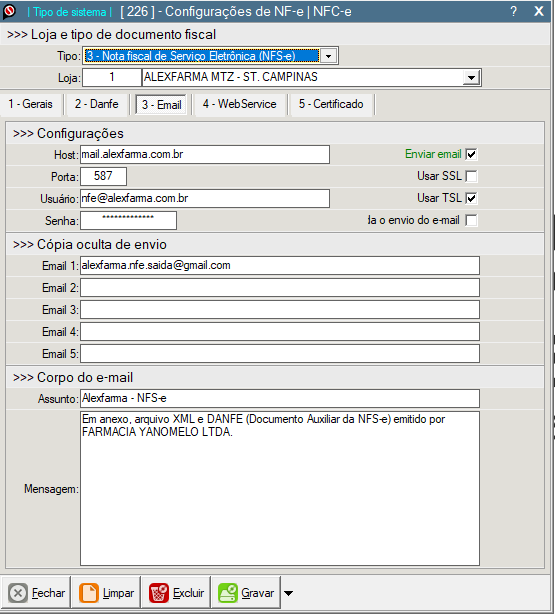 | Tipo de sistema | [ 226 ] - Configurações de NF-e | NFC-e ? X
>>> Loja e tipo de documento fiscal
Tipo: 3 - Nota fiscal de Serviço Eletrônica (NFS-e)
Loja: 1 ALEXFARMA MTZ - ST. CAMPINAS
1 - Gerais 2 - Danfe 3 - Email 4 - WebService 5 - Certificado
>>> Configurações
Host: mail.alexfarma.com.br Enviar email
Porta: 587 Usar SSL
Usuário: nfe@alexfarma.com.br Usar TSL
Senha: ************* da o envio do e-mail
>>> Cópia oculta de envio
Email 1: alexfarma.nfe.saida@gmail.com
Email 2:
Email 3:
Email 4:
Email 5:
>>> Corpo do e-mail
Assunto: Alexfarma - NFS-e
Em anexo, arquivo XML e DANFE (Documento Auxiliar da NFS-e) emitido por
FARMACIA YANOMELO LTDA.
Mensagem:
Fechar Limpar Excluir Gravar